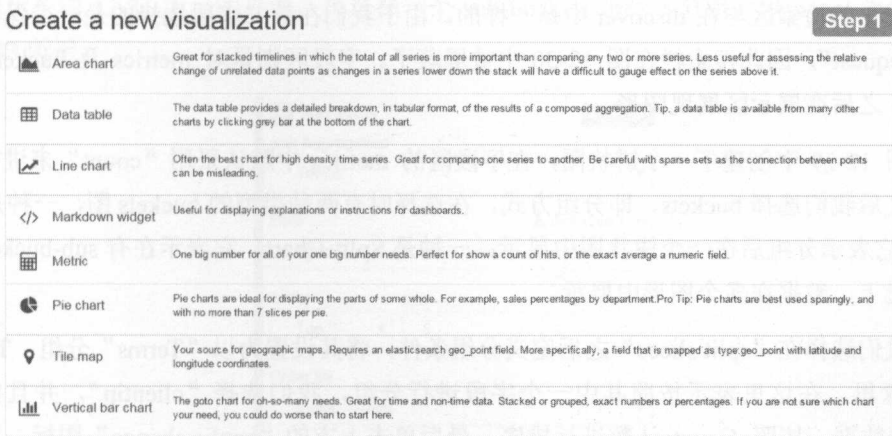 Create a new visualization
Step 1
Area chart
Great for stacked timelines in which the total of all series is more important than comparing any two or more series. Less useful for assessing the relative
change of unrelated data points as changes in a series lower down the stack will have a difficult to gauge effect on the series above it.
Data table
The data table provides a detailed breakdown, in tabular format, of the results of a composed aggregation. Tip, a data table is available from many other
charts by clicking grey bar at the bottom of the chart.
Line chart
Often the best chart for high density time series. Great for comparing one series to another. Be careful with sparse sets as the connection between points
can be misleading.
</> Markdown widget
Useful for displaying explanations or instructions for dashboards.
Metric
One big number for all of your one big number needs. Perfect for show a count of hits, or the exact average a numeric field.
Pie chart
Pie charts are ideal for displaying the parts of some whole. For example, sales percentages by department.Pro Tip: Pie charts are best used sparingly, and
with no more than 7 slices per pie.
Tile map
Your source for geographic maps. Requires an elasticsearch geo_point field. More specifically, a field that is mapped as type:geo_point with latitude and
longitude coordinates.
Vertical bar chart
The goto chart for oh-so-many needs. Great for time and non-time data. Stacked or grouped, exact numbers or percentages. If you are not sure which chart
your need, you could do worse than to start here.